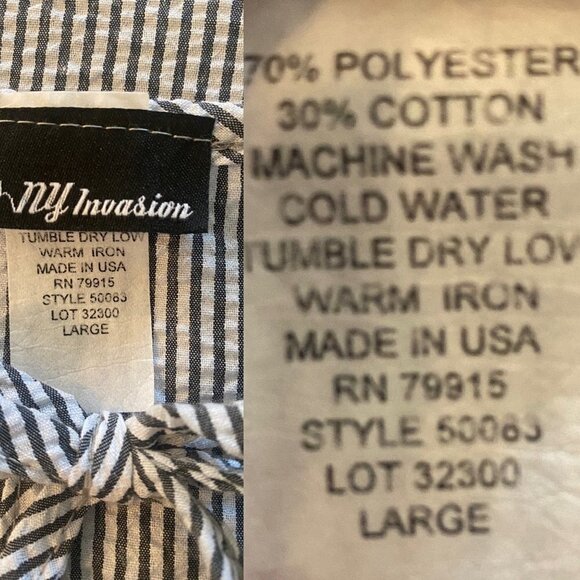 NY Invasion
TUMBLE DRY LOW
WARM IRON
MADE IN USA
RN 79915
STYLE 50083
LOT 32300
LARGE
70% POLYESTER
30% COTTON
MACHINE WASH
COLD WATER
TUMBLE DRY LOW
WARM IRON
MADE IN USA
RN 79915
STYLE 50083
LOT 32300
LARGE